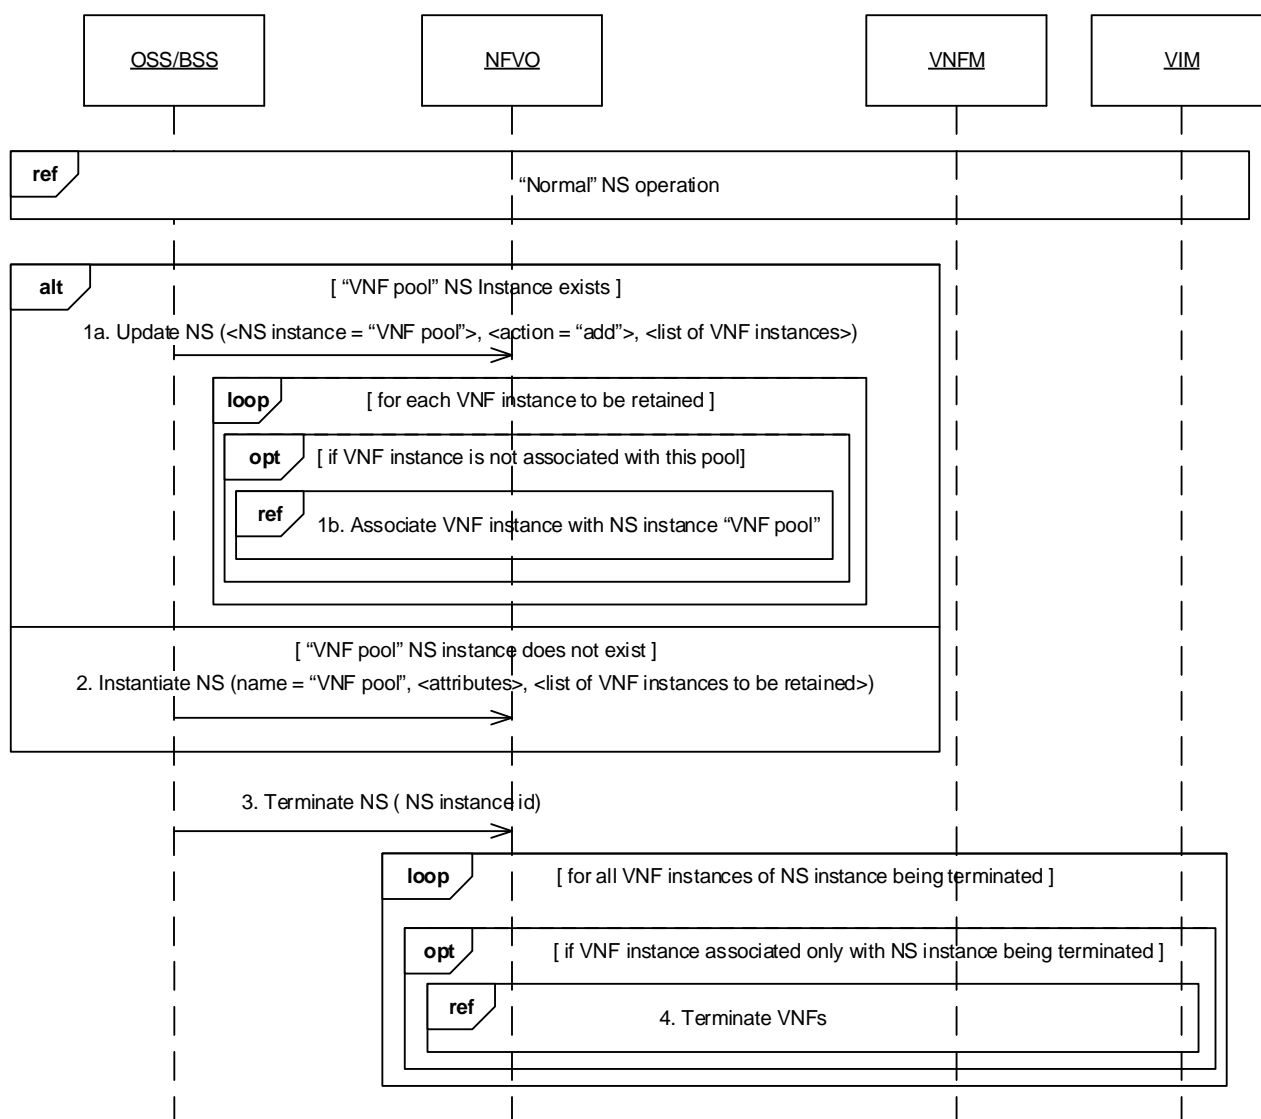 OSS/BSS
NFVO
VNFM
VIM
ref
“Normal” NS operation
alt
[ “VNF pool” NS Instance exists ]
1a. Update NS (<NS instance = “VNF pool”>, <action = “add”>, <list of VNF instances>)
loop
[ for each VNF instance to be retained ]
opt
[ if VNF instance is not associated with this pool]
ref
1b. Associate VNF instance with NS instance “VNF pool”
[ “VNF pool” NS instance does not exist ]
2. Instantiate NS (name = “VNF pool”, <attributes>, <list of VNF instances to be retained>)
3. Terminate NS ( NS instance id)
loop
[ for all VNF instances of NS instance being terminated ]
opt
[ if VNF instance associated only with NS instance being terminated ]
ref
4. Terminate VNFs